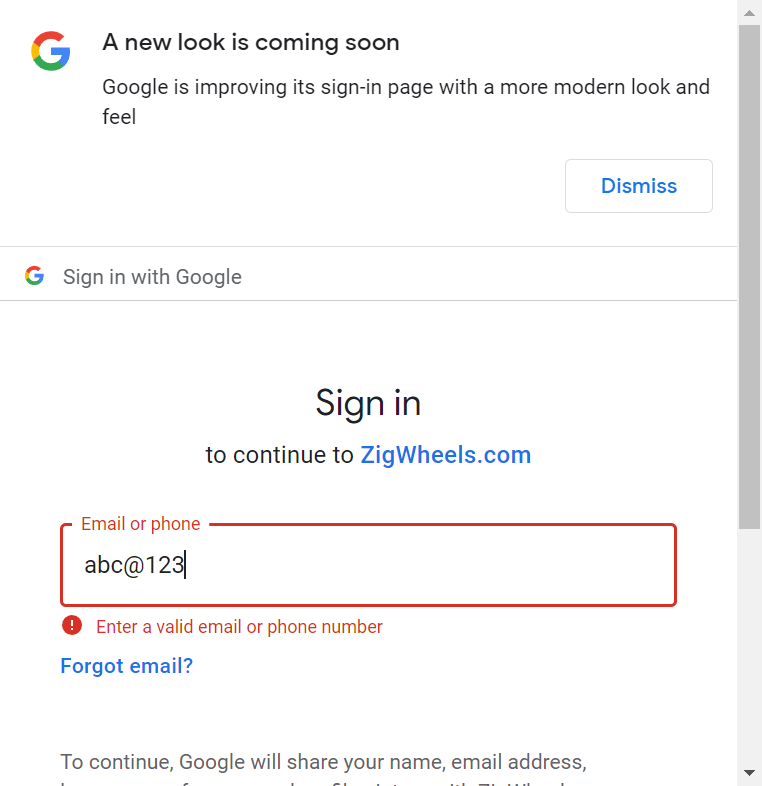 A new look is coming soon
Google is improving its sign-in page with a more modern look and
feel
Dismiss
Sign in with Google
Sign in
to continue to ZigWheels.com
Email or phone
abc@123
Enter a valid email or phone number
Forgot email?
To continue, Google will share your name, email address,